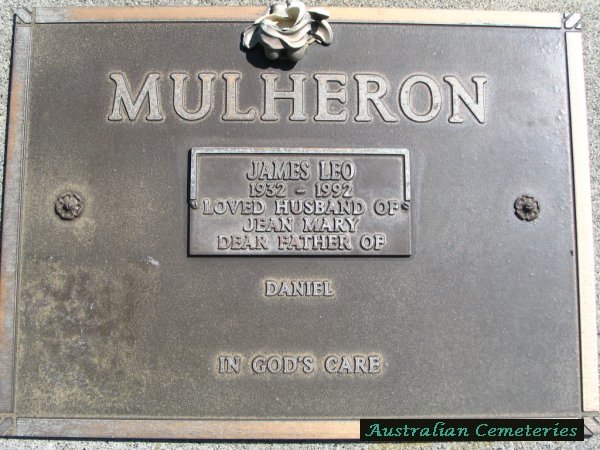 MULHERON
JAMES LEO
1932 - 1992
LOVED HUSBAND OF
JEAN MARY
DEAR FATHER OF
DANIEL
IN GOD'S CARE
Australian Cemeteries